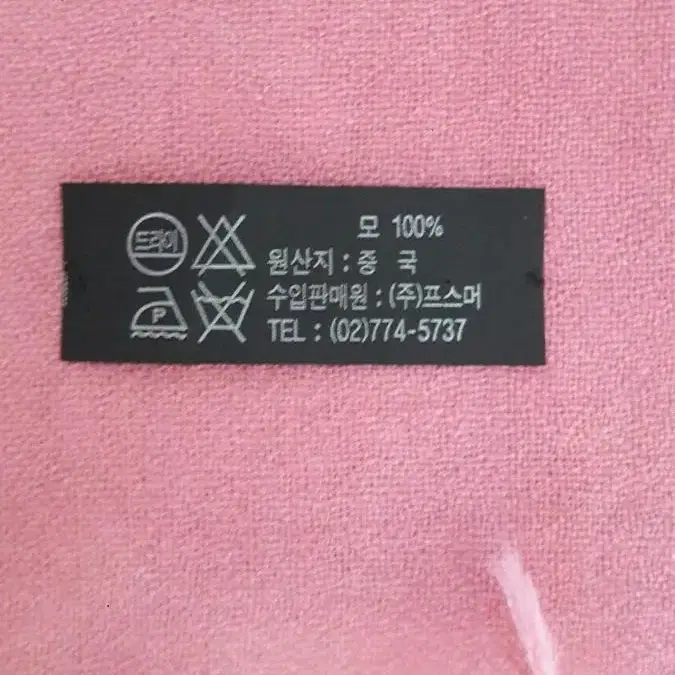 드라이
모 100%
원산지 : 중 국
P
수입판매원 : (주)프스머
TEL : (02)774-5737